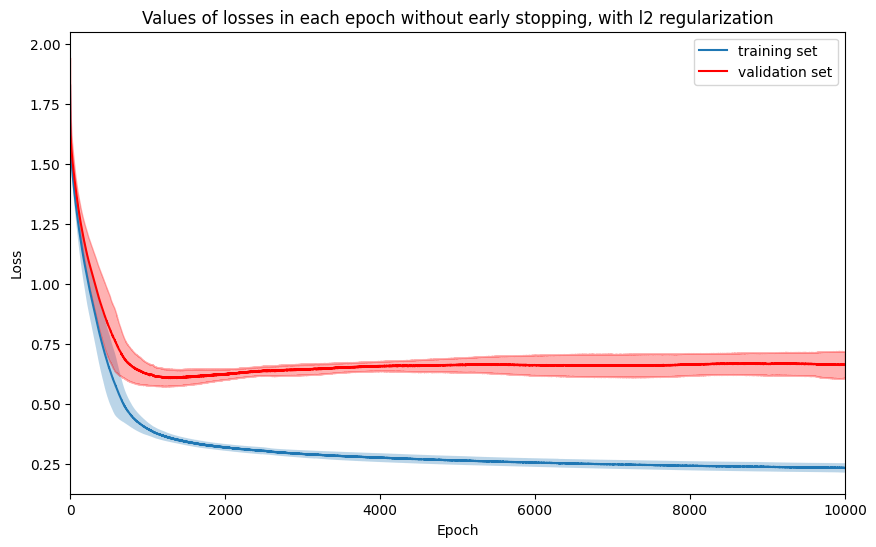 Values of losses in each epoch without early stopping, with l2 regularization
training set
validation set
2.00
1.75
1.50
1.25
1.00
0.75
0.50
0.25
Loss
0
2000
4000
6000
8000
10000
Epoch